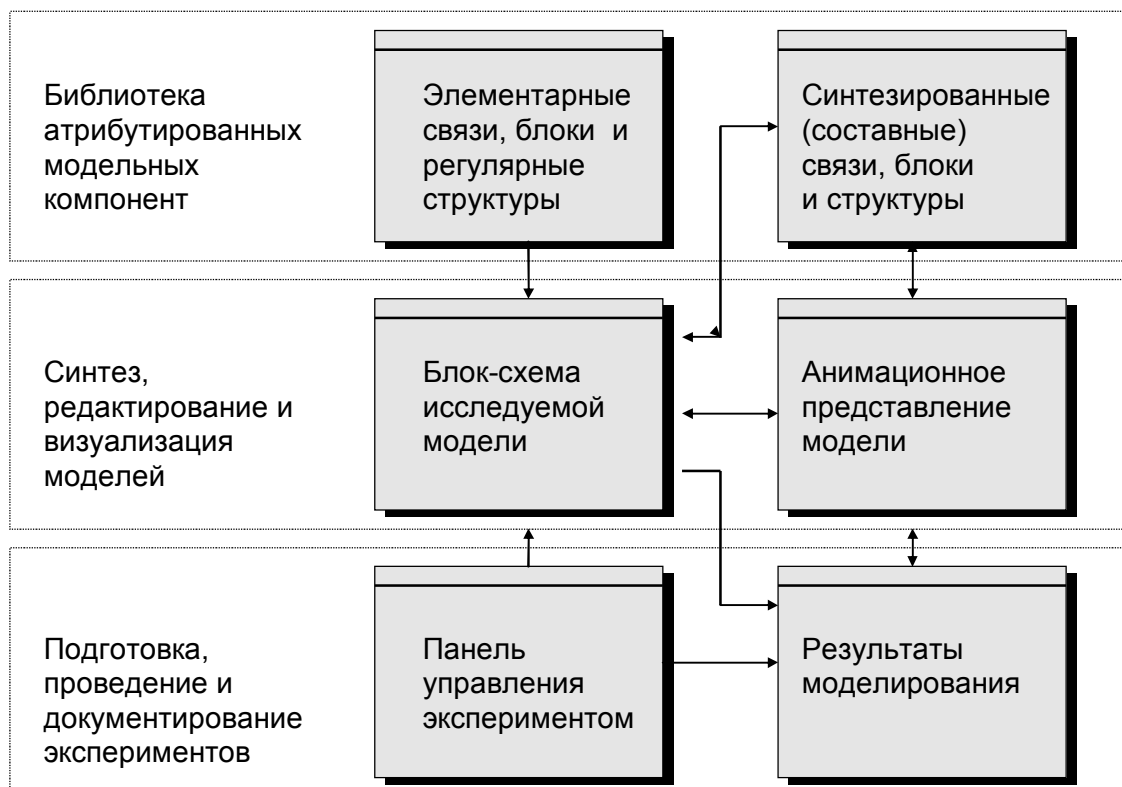 Библиотека
атрибутированных
модельных
компонент
Элементарные
связи, блоки и
регулярные
структуры
Синтезированные
(составные)
связи, блоки
и структуры
Синтез,
редактирование и
визуализация
моделей
Блок-схема
исследуемой
модели
Анимационное
представление
модели
Подготовка,
проведение и
документирование
экспериментов
Панель
управления
экспериментом
Результаты
моделирования